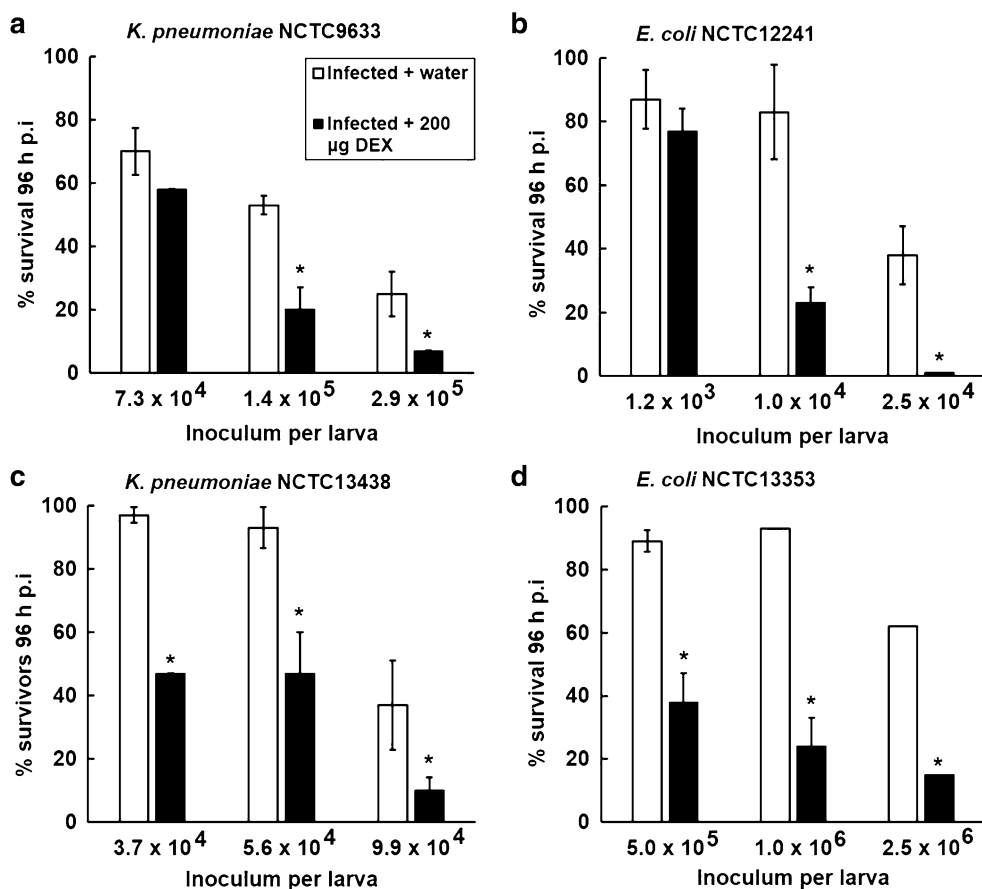 a
K. pneumoniae NCTC9633
% survival 96 h p.i
100
80
60
40
20
0
Infected + water
Infected + 200
µg DEX
*
*
7.3 x 10⁴ 1.4 x 10⁵ 2.9 x 10⁵
Inoculum per larva
b
E. coli NCTC12241
% survival 96 h p.i
100
80
60
40
20
0
*
*
1.2 x 10³ 1.0 x 10⁴ 2.5 x 10⁴
Inoculum per larva
c
K. pneumoniae NCTC13438
% survivors 96 h p.i
100
80
60
40
20
0
*
*
*
3.7 x 10⁴ 5.6 x 10⁴ 9.9 x 10⁴
Inoculum per larva
d
E. coli NCTC13353
% survival 96 h p.i
100
80
60
40
20
0
*
*
*
5.0 x 10⁵ 1.0 x 10⁶ 2.5 x 10⁶
Inoculum per larva